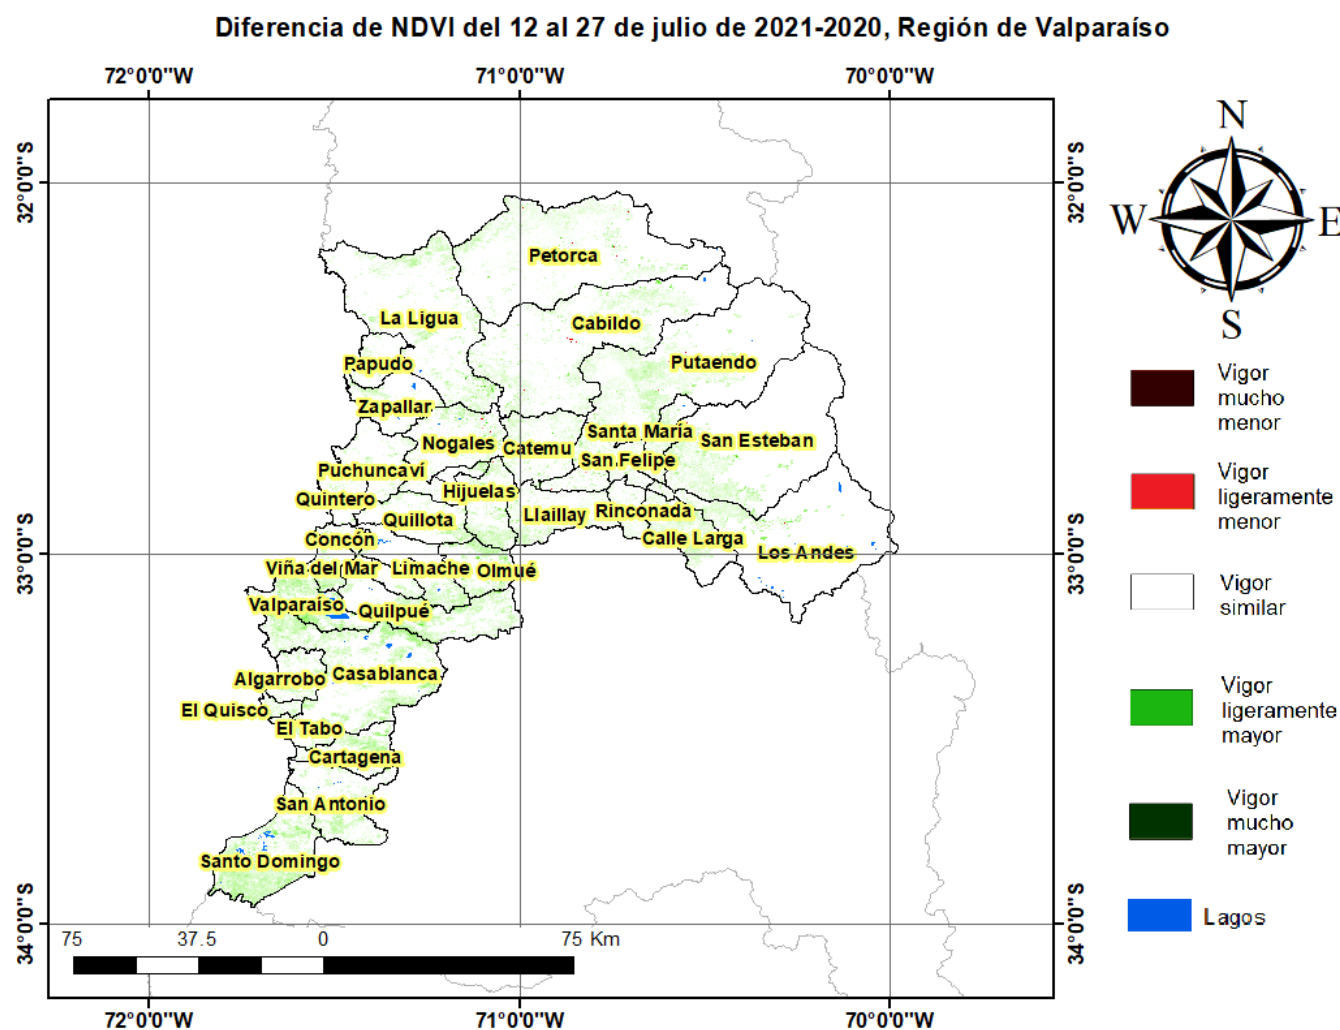 Diferencia de NDVI del 12 al 27 de julio de 2021-2020, Región de Valparaíso
72°0'0"W
71°0'0"W
70°0'0"W
32°0'0"S
32°0'0"S
N
W
E
S
Petorca
La Ligua
Cabildo
Papudo
Putaendo
Zapallar
Nogales
Catemu
Santa María
San Esteban
San Felipe
Puchuncaví
Hijuelas
Quintero
Quillota
Llaillay
Rinconada
Concón
Calle Larga
Los Andes
33°0'0"S
33°0'0"S
Viña del Mar
Limache
Olmué
Valparaíso
Quilpué
Algarrobo
Casablanca
El Quisco
El Tabo
Cartagena
San Antonio
Santo Domingo
34°0'0"S
34°0'0"S
75
37.5
0
75 Km
72°0'0"W
71°0'0"W
70°0'0"W
Vigor
mucho
menor
Vigor
ligeramente
menor
Vigor
similar
Vigor
ligeramente
mayor
Vigor
mucho
mayor
Lagos